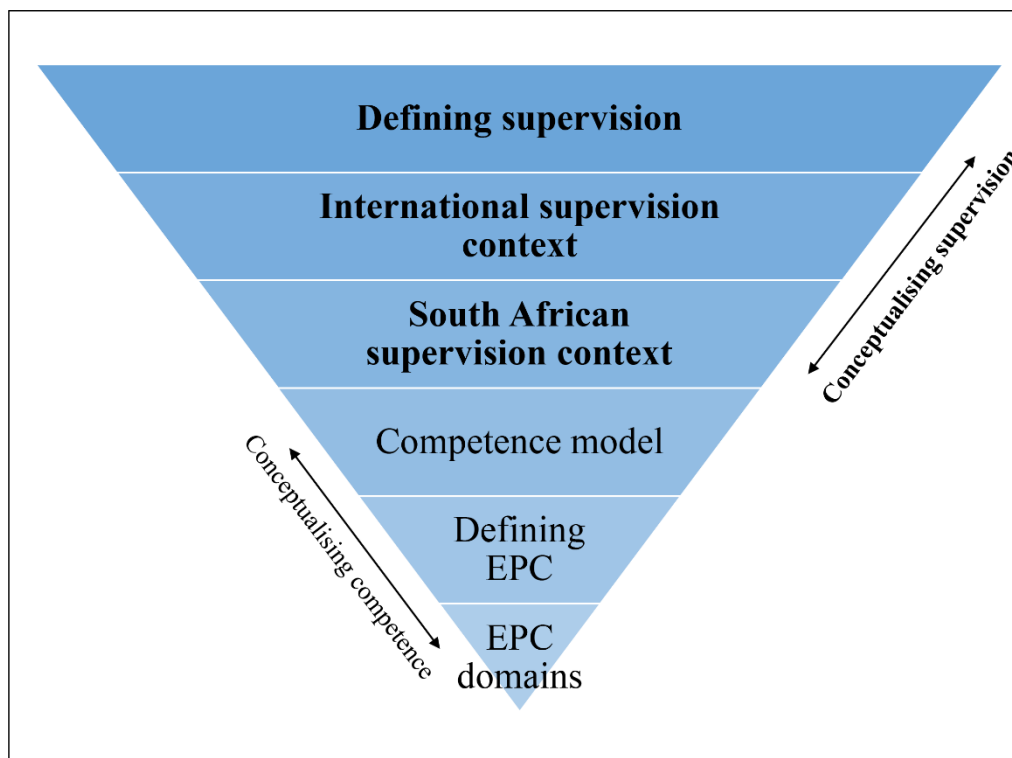 Defining supervision
International supervision
context
South African
supervision context
Conceptualising supervision
Competence model
Defining
EPC
EPC
domains
Conceptualising competence